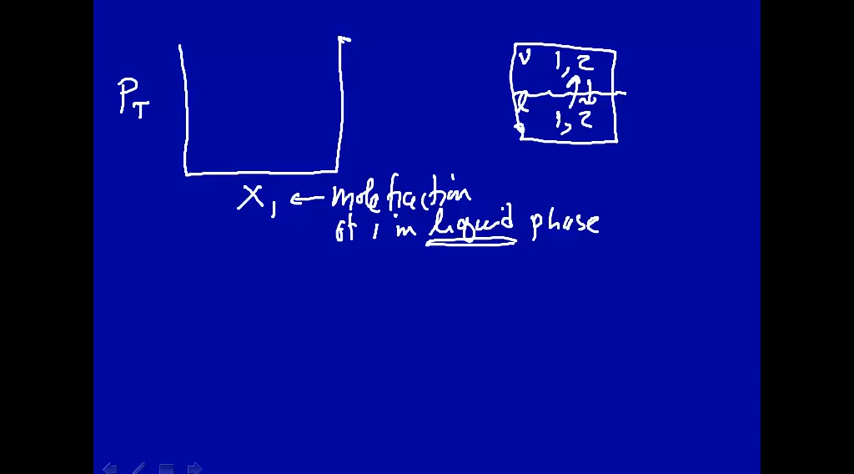 v 1, 2
P_T
l 1, 2
X_1 ← mole fraction
of 1 in liquid phase